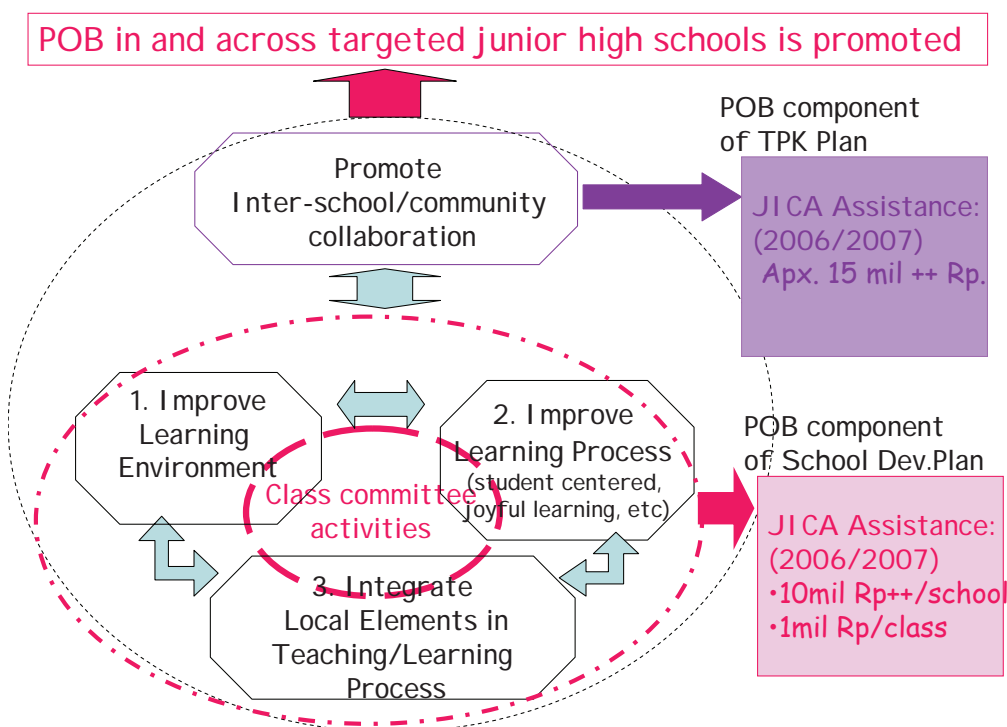 POB in and across targeted junior high schools is promoted
Promote
Inter-school/community
collaboration
POB component
of TPK Plan
JICA Assistance:
(2006/2007)
Apx. 15 mil ++ Rp.
1. Improve
Learning
Environment
2. Improve
Learning Process
(student centered,
joyful learning, etc)
Class committee
activities
3. Integrate
Local Elements in
Teaching/Learning
Process
POB component
of School Dev.Plan
JICA Assistance:
(2006/2007)
•10mil Rp++/school
•1mil Rp/class